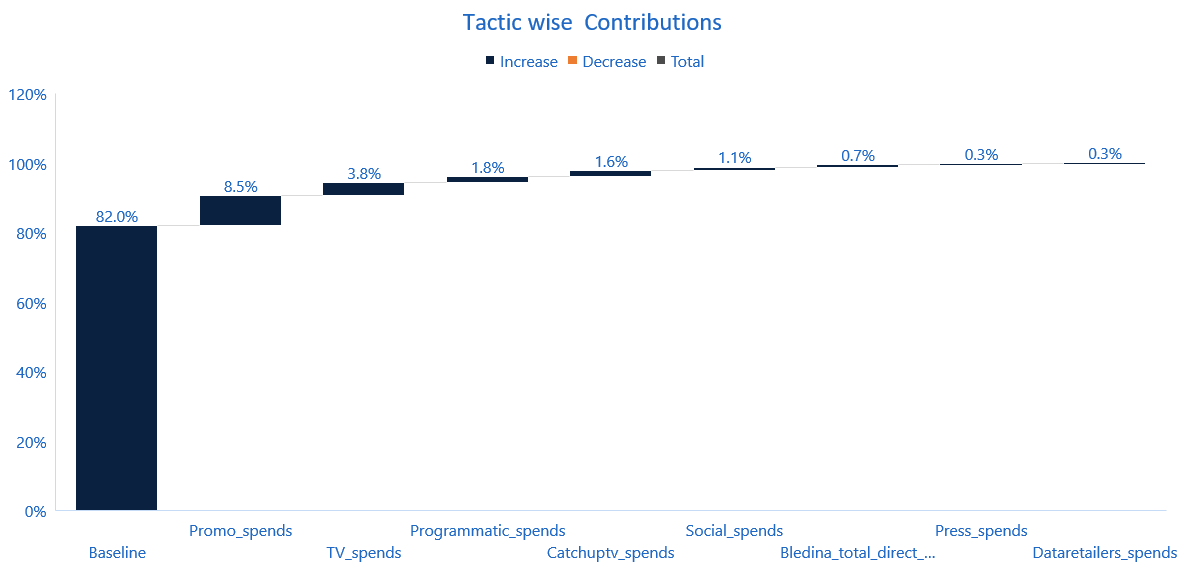 Tactic wise  Contributions
Increase Decrease Total
120%
100%
80%
60%
40%
20%
0%
82.0%
8.5%
3.8%
1.8%
1.6%
1.1%
0.7%
0.3%
0.3%
Baseline
Promo_spends
TV_spends
Programmatic_spends
Catchuptv_spends
Social_spends
Bledina_total_direct_...
Press_spends
Dataretailers_spends